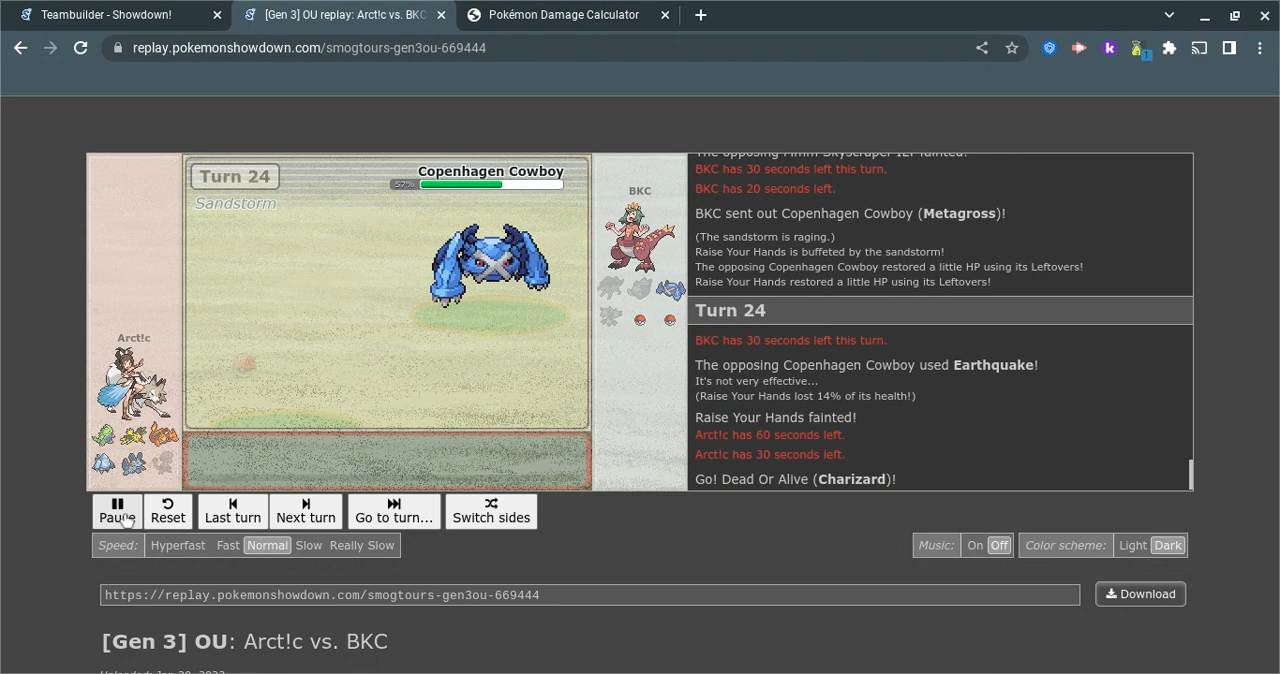 Teambuilder - Showdown!
[Gen 3] OU replay: Arct!c vs. BKC
Pokémon Damage Calculator
replay.pokemonshowdown.com/smogtours-gen3ou-669444
1
Turn 24
Sandstorm
Copenhagen Cowboy
57%
BKC
Arct!c
BKC has 30 seconds left this turn.
BKC has 20 seconds left.
BKC sent out Copenhagen Cowboy (Metagross)!
(The sandstorm is raging.)
Raise Your Hands is buffeted by the sandstorm!
The opposing Copenhagen Cowboy restored a little HP using its Leftovers!
Raise Your Hands restored a little HP using its Leftovers!
Turn 24
BKC has 30 seconds left this turn.
The opposing Copenhagen Cowboy used Earthquake!
It's not very effective...
(Raise Your Hands lost 14% of its health!)
Raise Your Hands fainted!
Arct!c has 60 seconds left.
Arct!c has 30 seconds left.
Go! Dead Or Alive (Charizard)!
Pause Reset Last turn Next turn Go to turn... Switch sides
Speed: Hyperfast Fast Normal Slow Really Slow
Music: On Off Color scheme: Light Dark
https://replay.pokemonshowdown.com/smogtours-gen3ou-669444
Download
[Gen 3] OU: Arct!c vs. BKC